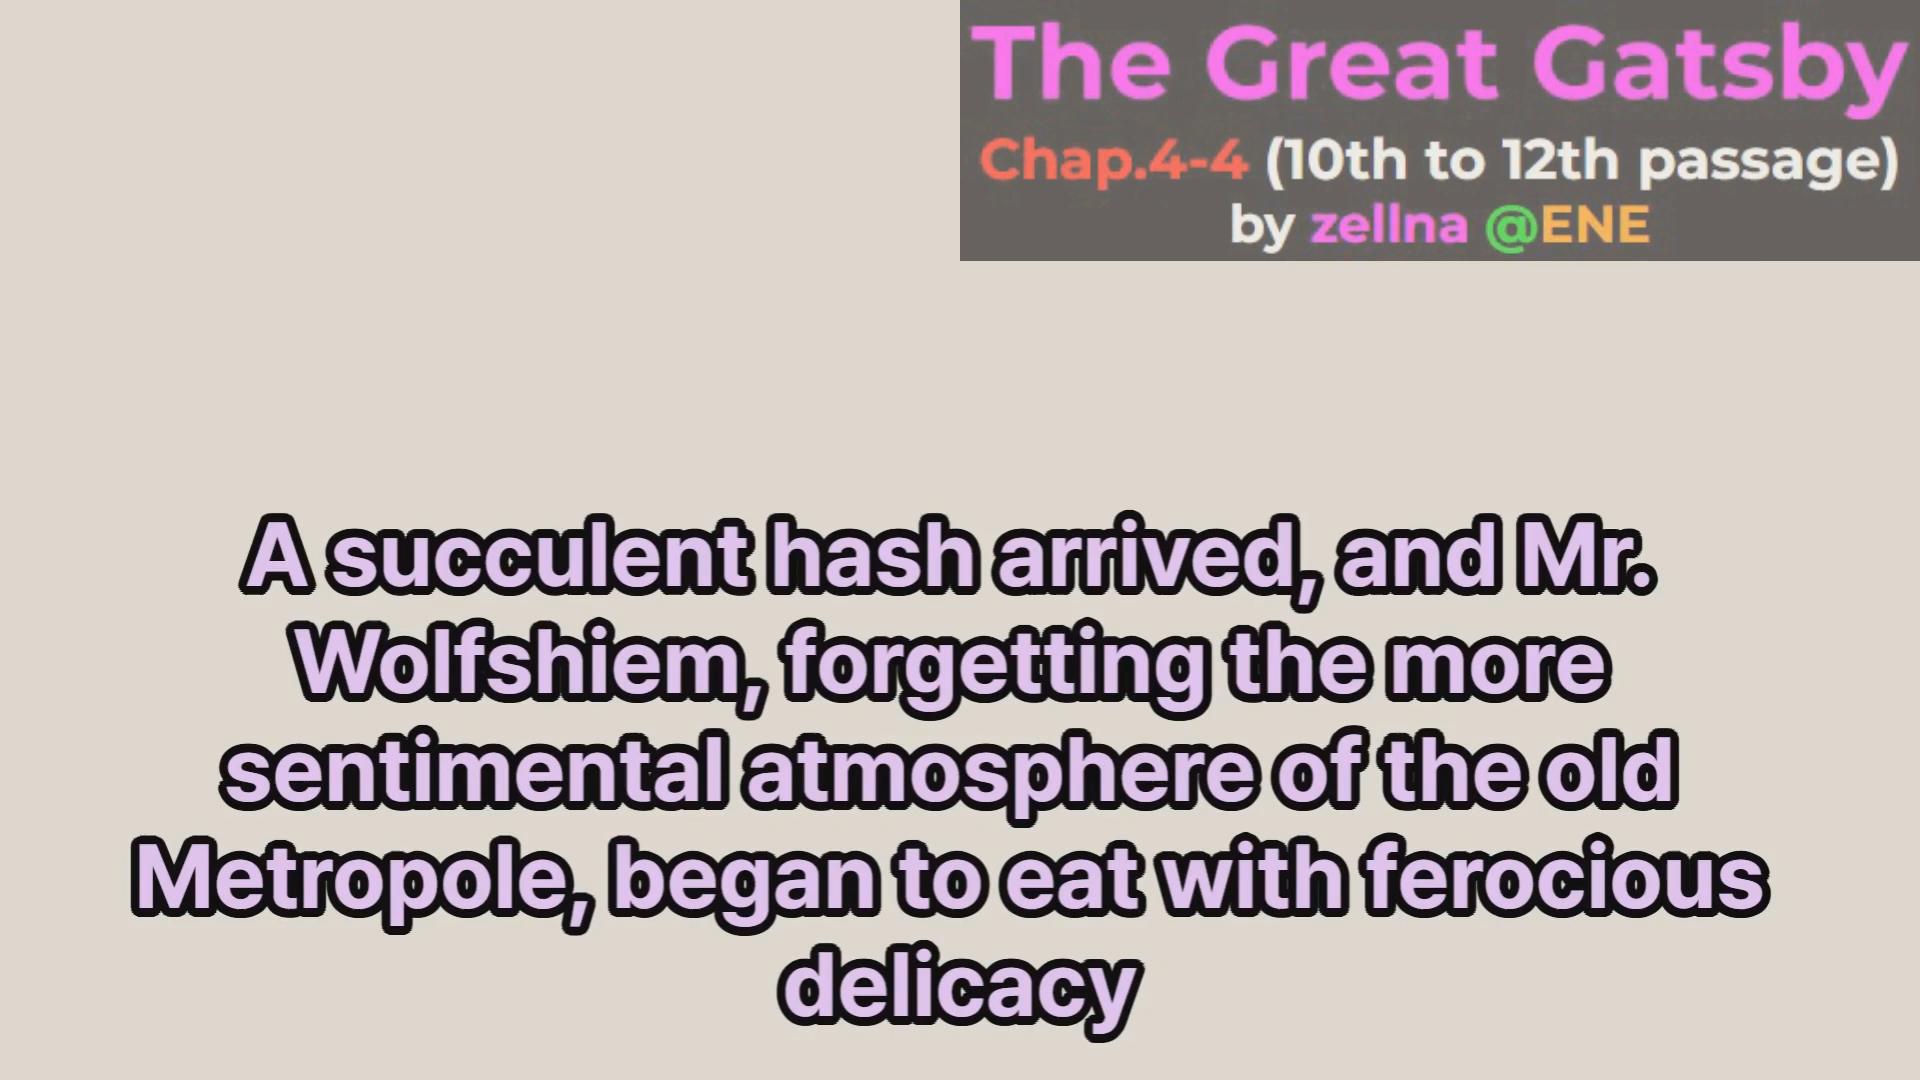 The Great Gatsby
Chap.4-4 (10th to 12th passage)
by zellna @ENE
A succulent hash arrived, and Mr.
Wolfshiem, forgetting the more
sentimental atmosphere of the old
Metropole, began to eat with ferocious
delicacy